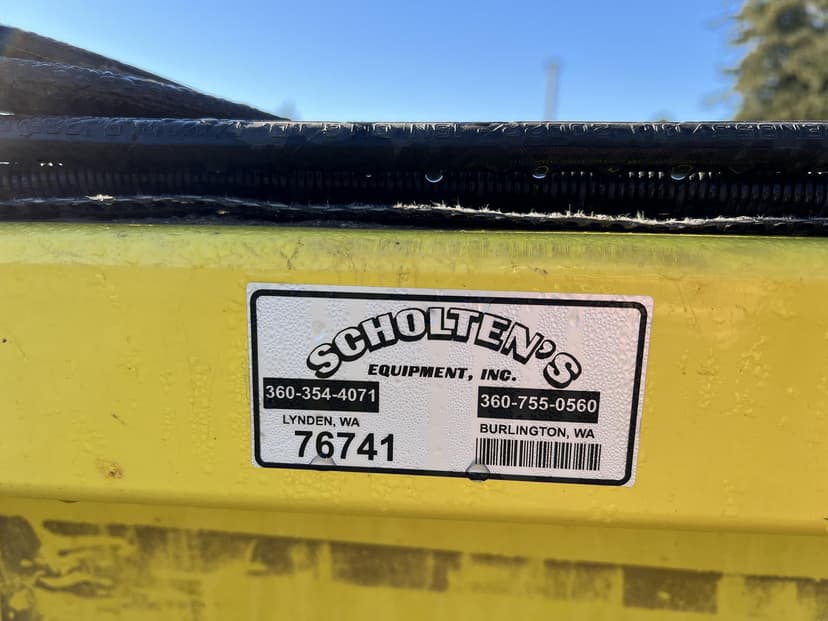 SCHOLTEN'S
EQUIPMENT, INC.
360-354-4071
LYNDEN, WA
76741
360-755-0560
BURLINGTON, WA